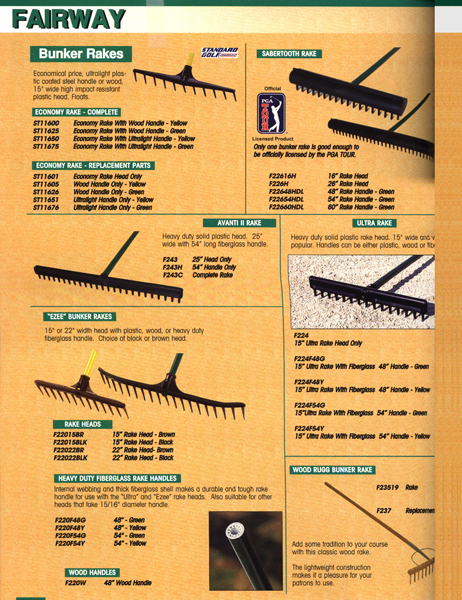 FAIRWAY
Bunker Rakes
STANDARD
GOLF
Economical price, ultralight plas-
tic coated steel handle or wood,
15" wide high impact resistant
plastic head. Floats.
ECONOMY RAKE - COMPLETE
ST11600 Economy Rake With Wood Handle - Yellow
ST11625 Economy Rake With Wood Handle - Green
ST11650 Economy Rake With Ultralight Handle - Yellow
ST11675 Economy Rake With Ultralight Handle - Green
ECONOMY RAKE - REPLACEMENT PARTS
ST11601 Economy Rake Head Only
ST11605 Wood Handle Only - Yellow
ST11626 Wood Handle Only - Green
ST11651 Ultralight Handle Only - Yellow
ST11676 Ultralight Handle Only - Green
SABERTOOTH RAKE
Official
PGA
TOUR
Licensed Product
Only one bunker rake is good enough to
be officially licensed by the PGA TOUR.
F22616H 16" Rake Head
F226H 26" Rake Head
F22648HDL 48" Rake Handle - Green
F22654HDL 54" Rake Handle - Green
F22660HDL 60" Rake Handle - Green
AVANTI II RAKE
Heavy duty solid plastic head. 25"
wide with 54" long fiberglass handle.
F243 25" Head Only
F243H 54" Handle Only
F243C Complete Rake
ULTRA RAKE
Heavy duty solid plastic rake head. 15" wide and
popular. Handles can be either plastic, wood or
F224
15" Ultra Rake Head Only
F224F48G
15" Ultra Rake With Fiberglass 48" Handle - Green
F224F48Y
15" Ultra Rake With Fiberglass 48" Handle - Yellow
F224F54G
15"Ultra Rake With Fiberglass 54" Handle - Green
F224F54Y
15" Ultra Rake With Fiberglass 54" Handle - Yellow
"EZEE" BUNKER RAKES
15" or 22" width head with plastic, wood, or heavy duty
fiberglass handle. Choice of black or brown head.
RAKE HEADS
F22015BR 15" Rake Head - Brown
F22015BLK 15" Rake Head - Black
F22022BR 22" Rake Head- Brown
F22022BLK 22" Rake Head - Black
HEAVY DUTY FIBERGLASS RAKE HANDLES
Internal webbing and thick fiberglass shell makes a durable and tough rake
handle for use with the "Ultra" and "Ezee" rake heads. Also suitable for other
heads that take 15/16" diameter handle.
F220F48G 48" - Green
F220F48Y 48" - Yellow
F220F54G 54" - Green
F220F54Y 54" - Yellow
WOOD HANDLES
F220W 48" Wood Handle
WOOD RUGG BUNKER RAKE
F23519 Rake
F237 Replacemen
Add some tradition to your course
with this classic wood rake.
The lightweight construction
makes it a pleasure for your
patrons to use.